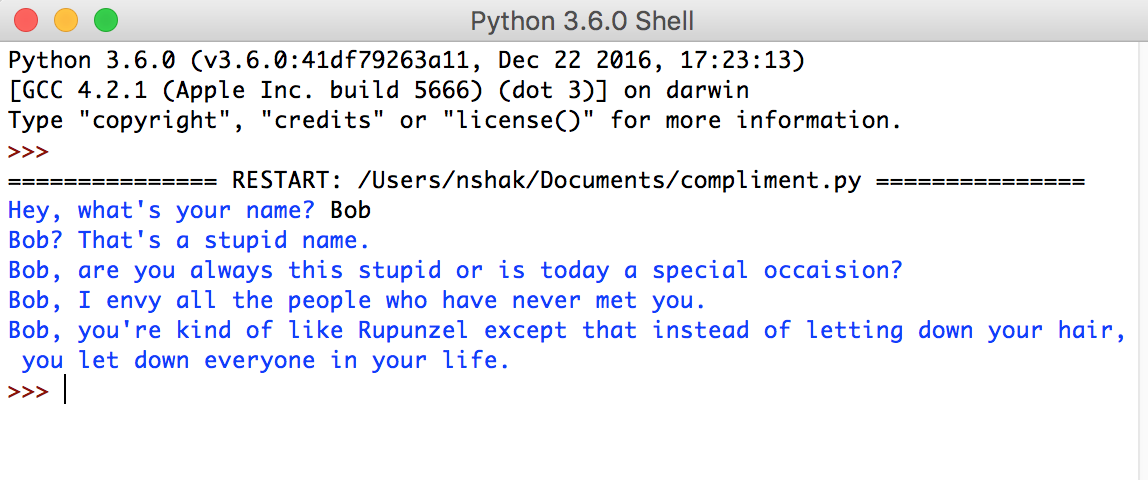 Python 3.6.0 Shell
Python 3.6.0 (v3.6.0:41df79263a11, Dec 22 2016, 17:23:13)
[GCC 4.2.1 (Apple Inc. build 5666) (dot 3)] on darwin
Type "copyright", "credits" or "license()" for more information.
>>>
=============== RESTART: /Users/nshak/Documents/compliment.py ===============
Hey, what's your name? Bob
Bob? That's a stupid name.
Bob, are you always this stupid or is today a special occaision?
Bob, I envy all the people who have never met you.
Bob, you're kind of like Rupunzel except that instead of letting down your hair,
you let down everyone in your life.
>>>